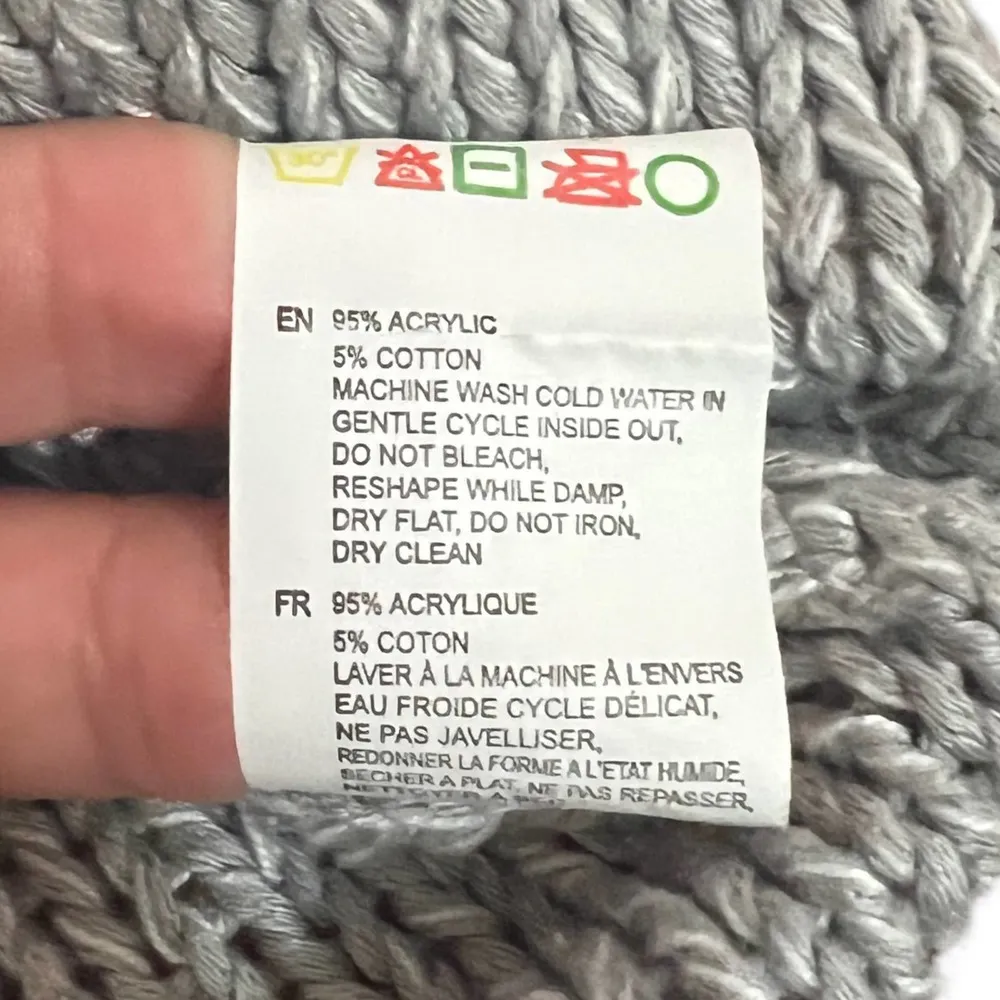 30°
EN 95% ACRYLIC
5% COTTON
MACHINE WASH COLD WATER IN
GENTLE CYCLE INSIDE OUT,
DO NOT BLEACH,
RESHAPE WHILE DAMP,
DRY FLAT, DO NOT IRON,
DRY CLEAN
FR 95% ACRYLIQUE
5% COTON
LAVER À LA MACHINE À L'ENVERS
EAU FROIDE CYCLE DÉLICAT,
NE PAS JAVELLISER,
REDONNER LA FORME A L'ETAT HUMIDE,
SECHER A PLAT, NE PAS REPASSER,